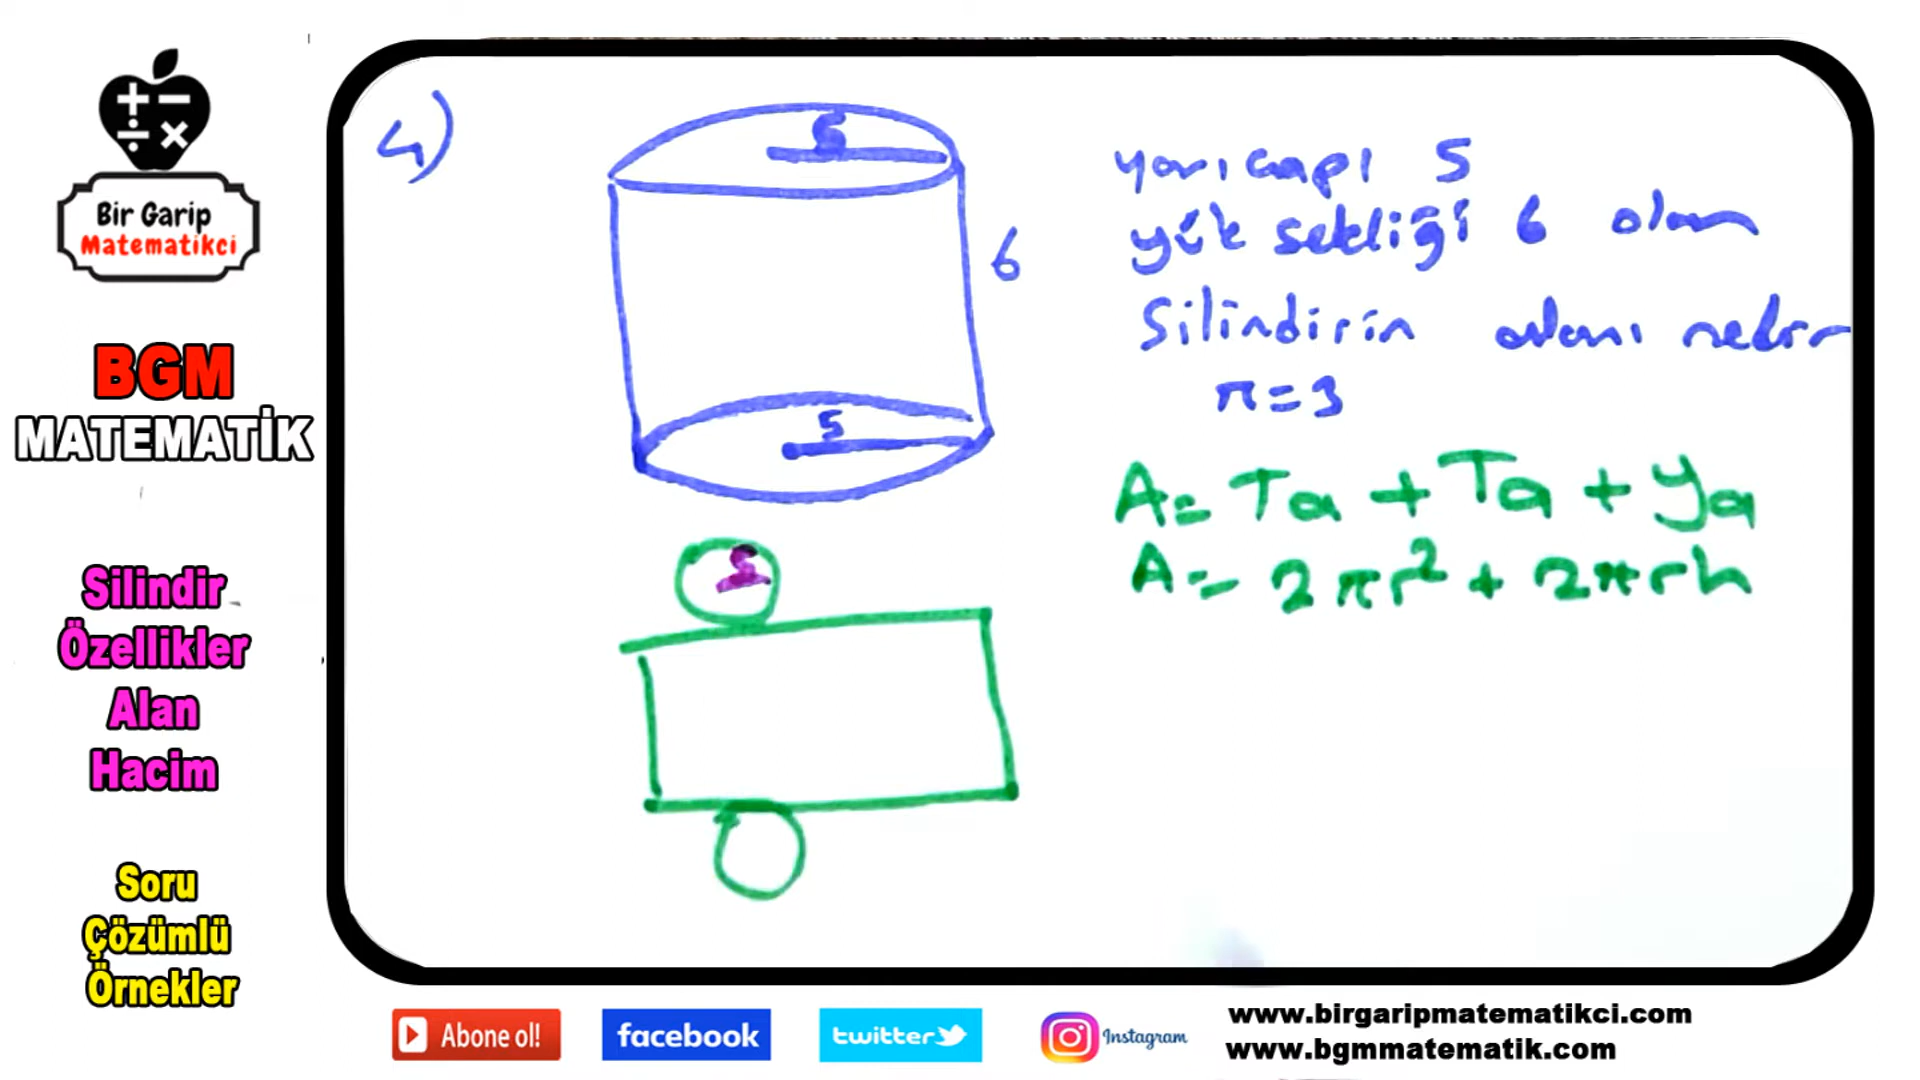 Bir Garip
Matematikci
BGM
MATEMATİK
Silindir
Özellikler
Alan
Hacim
Soru
Çözümlü
Örnekler
4)
5
6
5
yarıçapı 5
yüksekliği 6 olan
Silindirin alanı nedir
π=3
A= Ta + Ta + ya
A= 2πr² + 2πrh
5
Abone ol!
facebook
twitter
Instagram
www.birgaripmatematikci.com
www.bgmmatematik.com